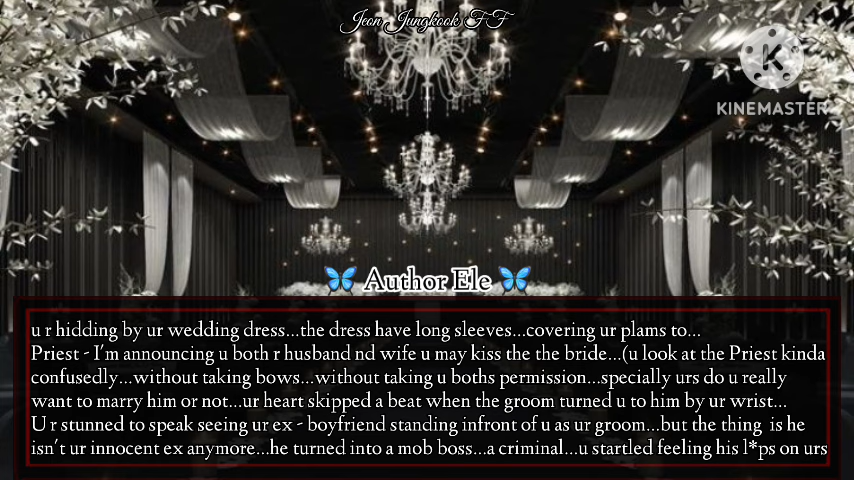 Jeon Jungkook FF
KINEMASTER
🦋 Author Ele 🦋
u r hidding by ur wedding dress...the dress have long sleeves...covering ur plams to...
Priest - I'm announcing u both r husband nd wife u may kiss the the bride...(u look at the Priest kinda
confusedly...without taking bows...without taking u boths permission...specially urs do u really
want to marry him or not...ur heart skipped a beat when the groom turned u to him by ur wrist...
U r stunned to speak seeing ur ex - boyfriend standing infront of u as ur groom...but the thing is he
isn't ur innocent ex anymore...he turned into a mob boss...a criminal...u startled feeling his l*ps on urs